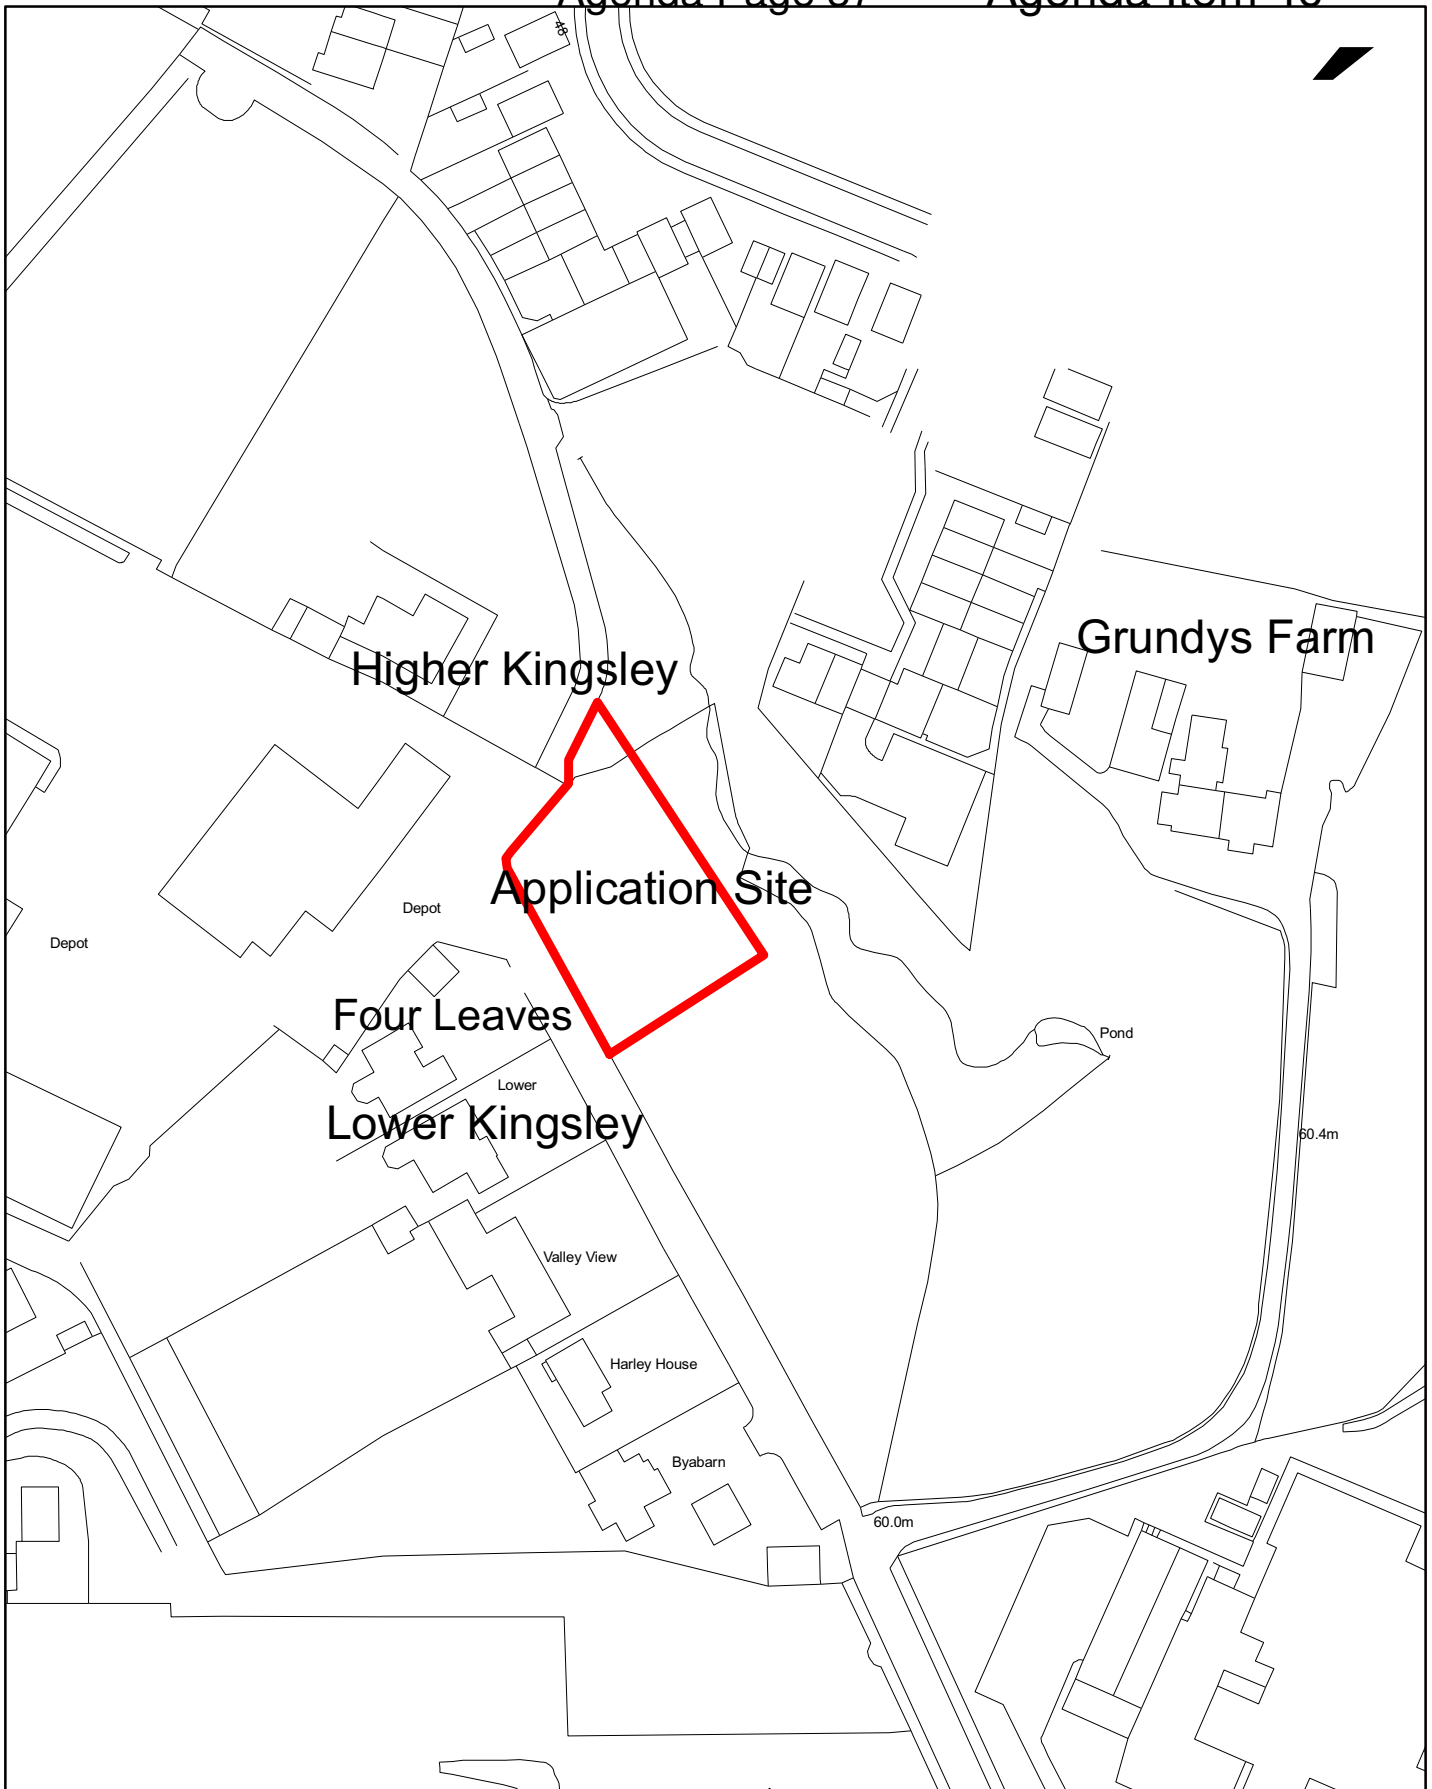 48
Grundys Farm
Higher Kingsley
Application Site
Depot
Depot
Four Leaves
Pond
Lower
Lower Kingsley
60.4m
Valley View
Harley House
Byabarn
60.0m